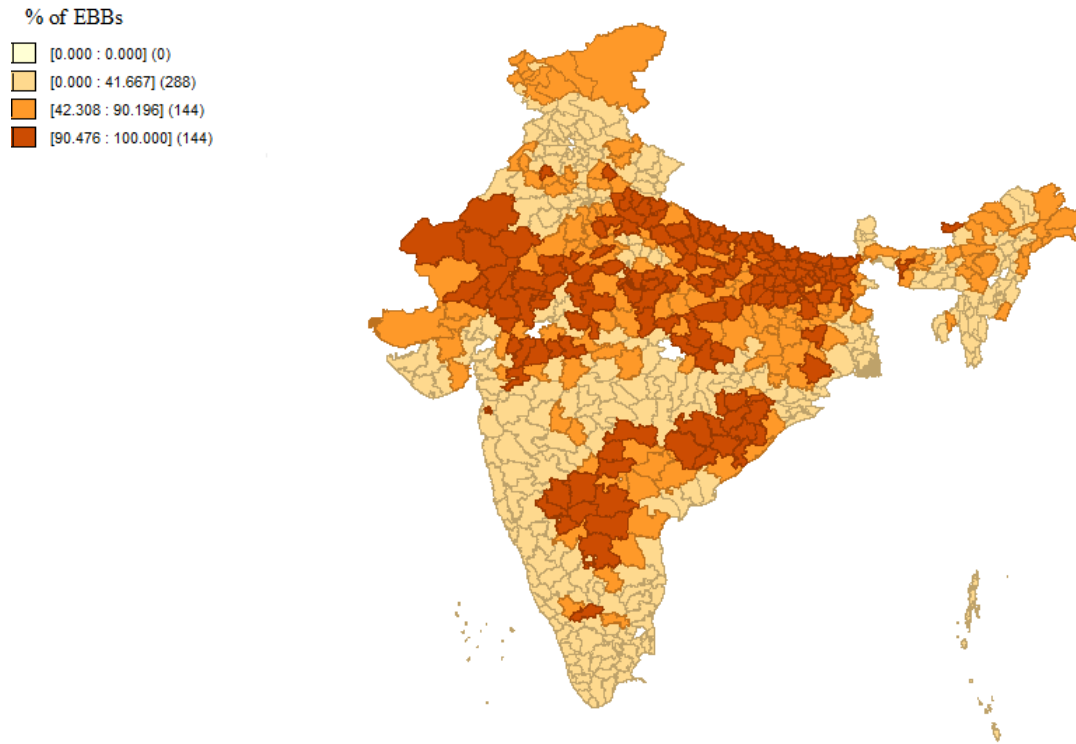 % of EBBs
[0.000 : 0.000] (0)
[0.000 : 41.667] (288)
[42.308 : 90.196] (144)
[90.476 : 100.000] (144)